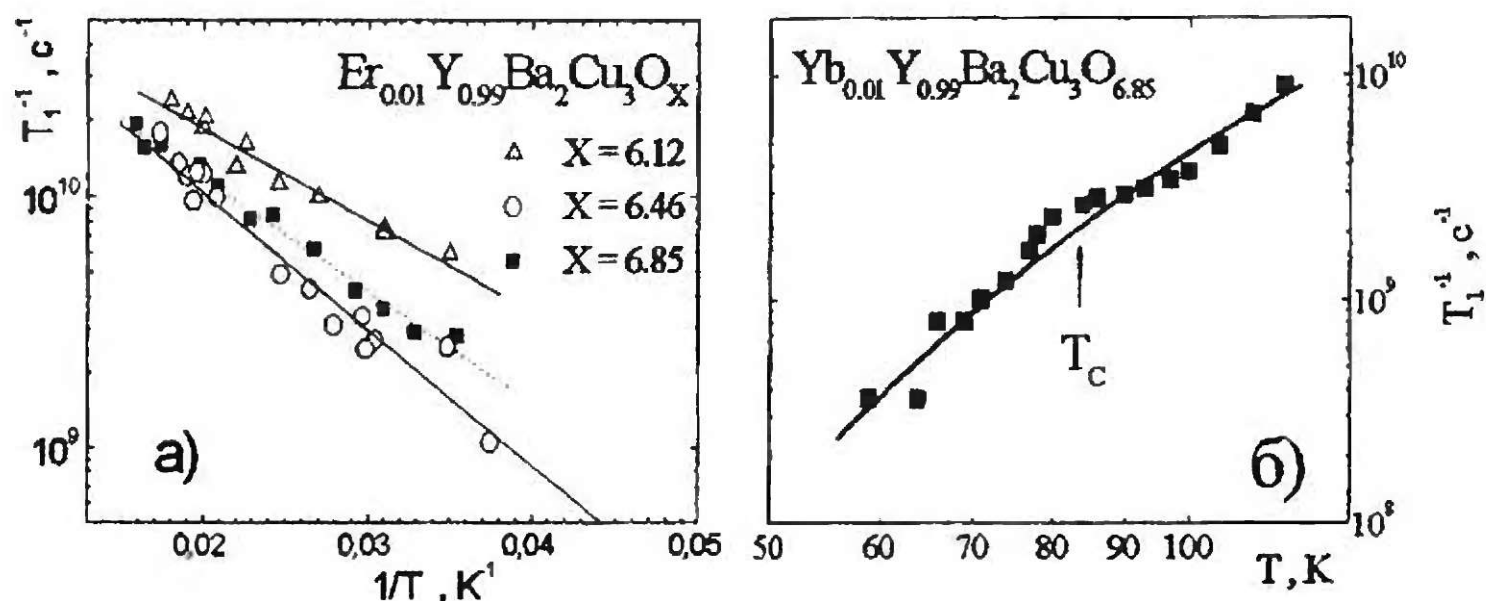 Er₀.₀₁Y₀.₉₉Ba₂Cu₃Oₓ
△ X = 6.12
○ X = 6.46
■ X = 6.85
T₁⁻¹, c⁻¹
10¹⁰
10⁹
а)
0,02 0,03 0,04 0,05
1/T , K¹
Yb₀.₀₁Y₀.₉₉Ba₂Cu₃O₆.₈₅
T_C
б)
10¹⁰
10⁹
10⁸
T₁⁻¹, c⁻¹
50 60 70 80 90 100
T, K